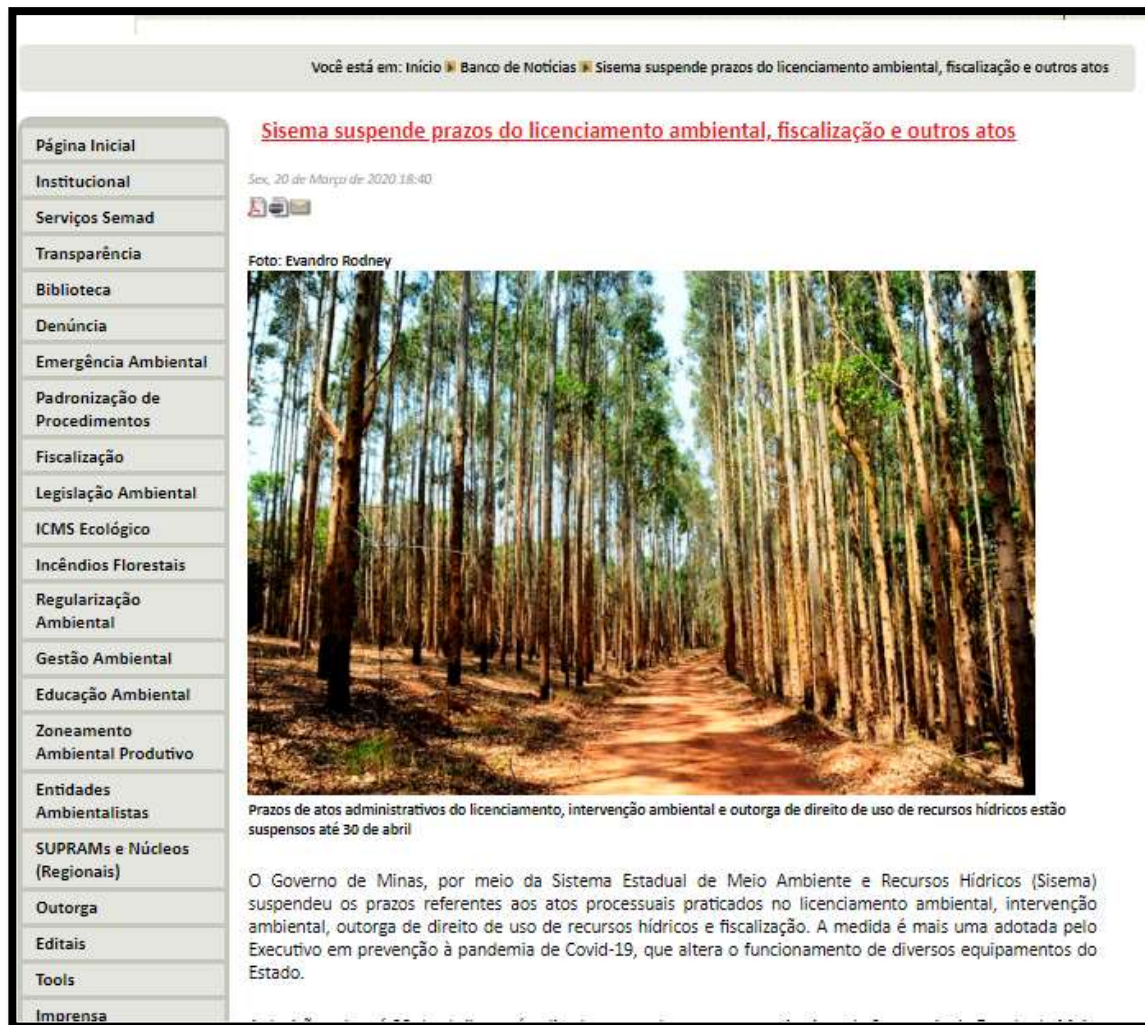 Você está em: Início Banco de Notícias Sisema suspende prazos do licenciamento ambiental, fiscalização e outros atos
Página Inicial
Institucional
Serviços Semad
Transparência
Biblioteca
Denúncia
Emergência Ambiental
Padronização de
Procedimentos
Fiscalização
Legislação Ambiental
ICMS Ecológico
Incêndios Florestais
Regularização
Ambiental
Gestão Ambiental
Educação Ambiental
Zoneamento
Ambiental Produtivo
Entidades
Ambientalistas
SUPRAMs e Núcleos
(Regionais)
Outorga
Editais
Tools
Imprensa
Sisema suspende prazos do licenciamento ambiental, fiscalização e outros atos
Sex, 20 de Março de 2020 18:40
Foto: Evandro Rodney
Prazos de atos administrativos do licenciamento, intervenção ambiental e outorga de direito de uso de recursos hídricos estão
suspensos até 30 de abril
O Governo de Minas, por meio da Sistema Estadual de Meio Ambiente e Recursos Hídricos (Sisema)
suspendeu os prazos referentes aos atos processuais praticados no licenciamento ambiental, intervenção
ambiental, outorga de direito de uso de recursos hídricos e fiscalização. A medida é mais uma adotada pelo
Executivo em prevenção à pandemia de Covid-19, que altera o funcionamento de diversos equipamentos do
Estado.